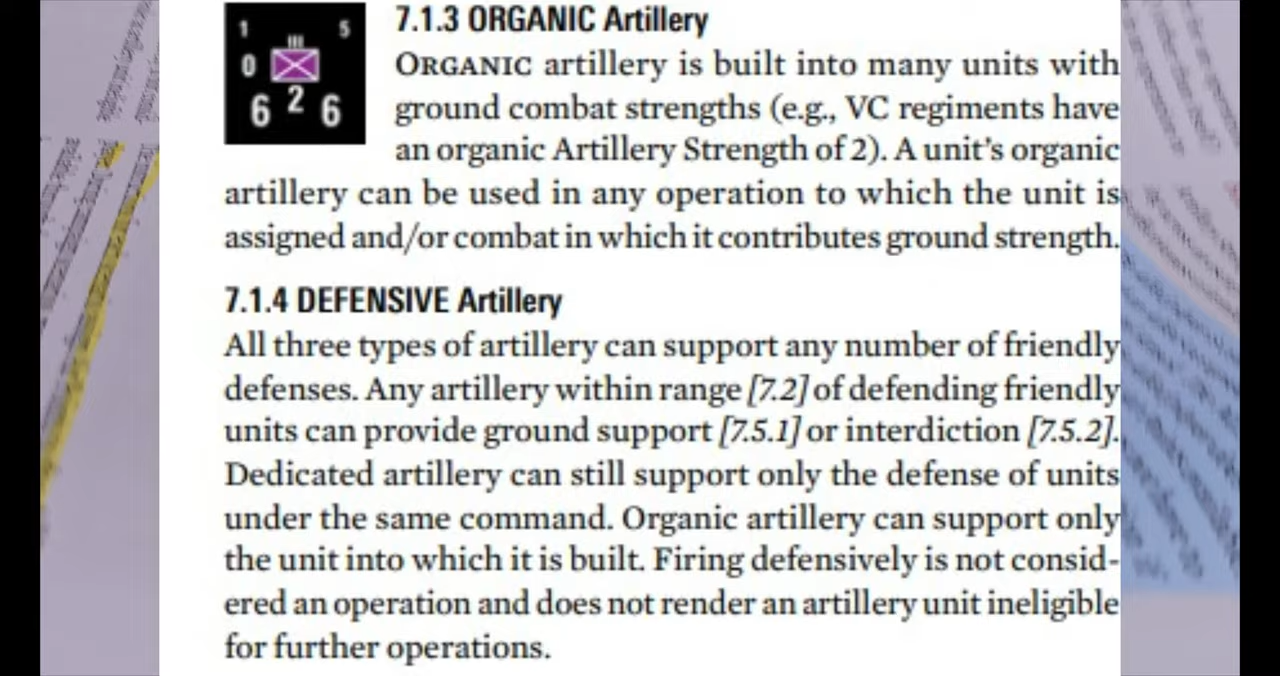 1 5
III
0
6 2 6
7.1.3 ORGANIC Artillery
ORGANIC artillery is built into many units with
ground combat strengths (e.g., VC regiments have
an organic Artillery Strength of 2). A unit's organic
artillery can be used in any operation to which the unit is
assigned and/or combat in which it contributes ground strength.
7.1.4 DEFENSIVE Artillery
All three types of artillery can support any number of friendly
defenses. Any artillery within range [7.2] of defending friendly
units can provide ground support [7.5.1] or interdiction [7.5.2].
Dedicated artillery can still support only the defense of units
under the same command. Organic artillery can support only
the unit into which it is built. Firing defensively is not consid-
ered an operation and does not render an artillery unit ineligible
for further operations.